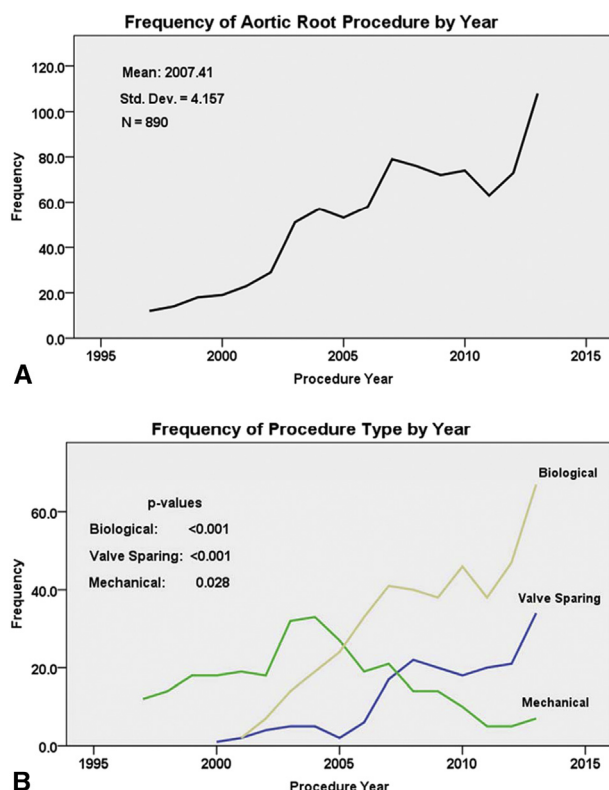 Frequency of Aortic Root Procedure by Year
Mean: 2007.41
Std. Dev. = 4.157
N = 890
120.0
100.0
80.0
60.0
40.0
20.0
0.0
Frequency
1995 2000 2005 2010 2015
Procedure Year
A
Frequency of Procedure Type by Year
p-values
Biological: <0.001
Valve Sparing: <0.001
Mechanical: 0.028
Biological
Valve Sparing
Mechanical
60.0
40.0
20.0
0.0
Frequency
1995 2000 2005 2010 2015
Procedure Year
B